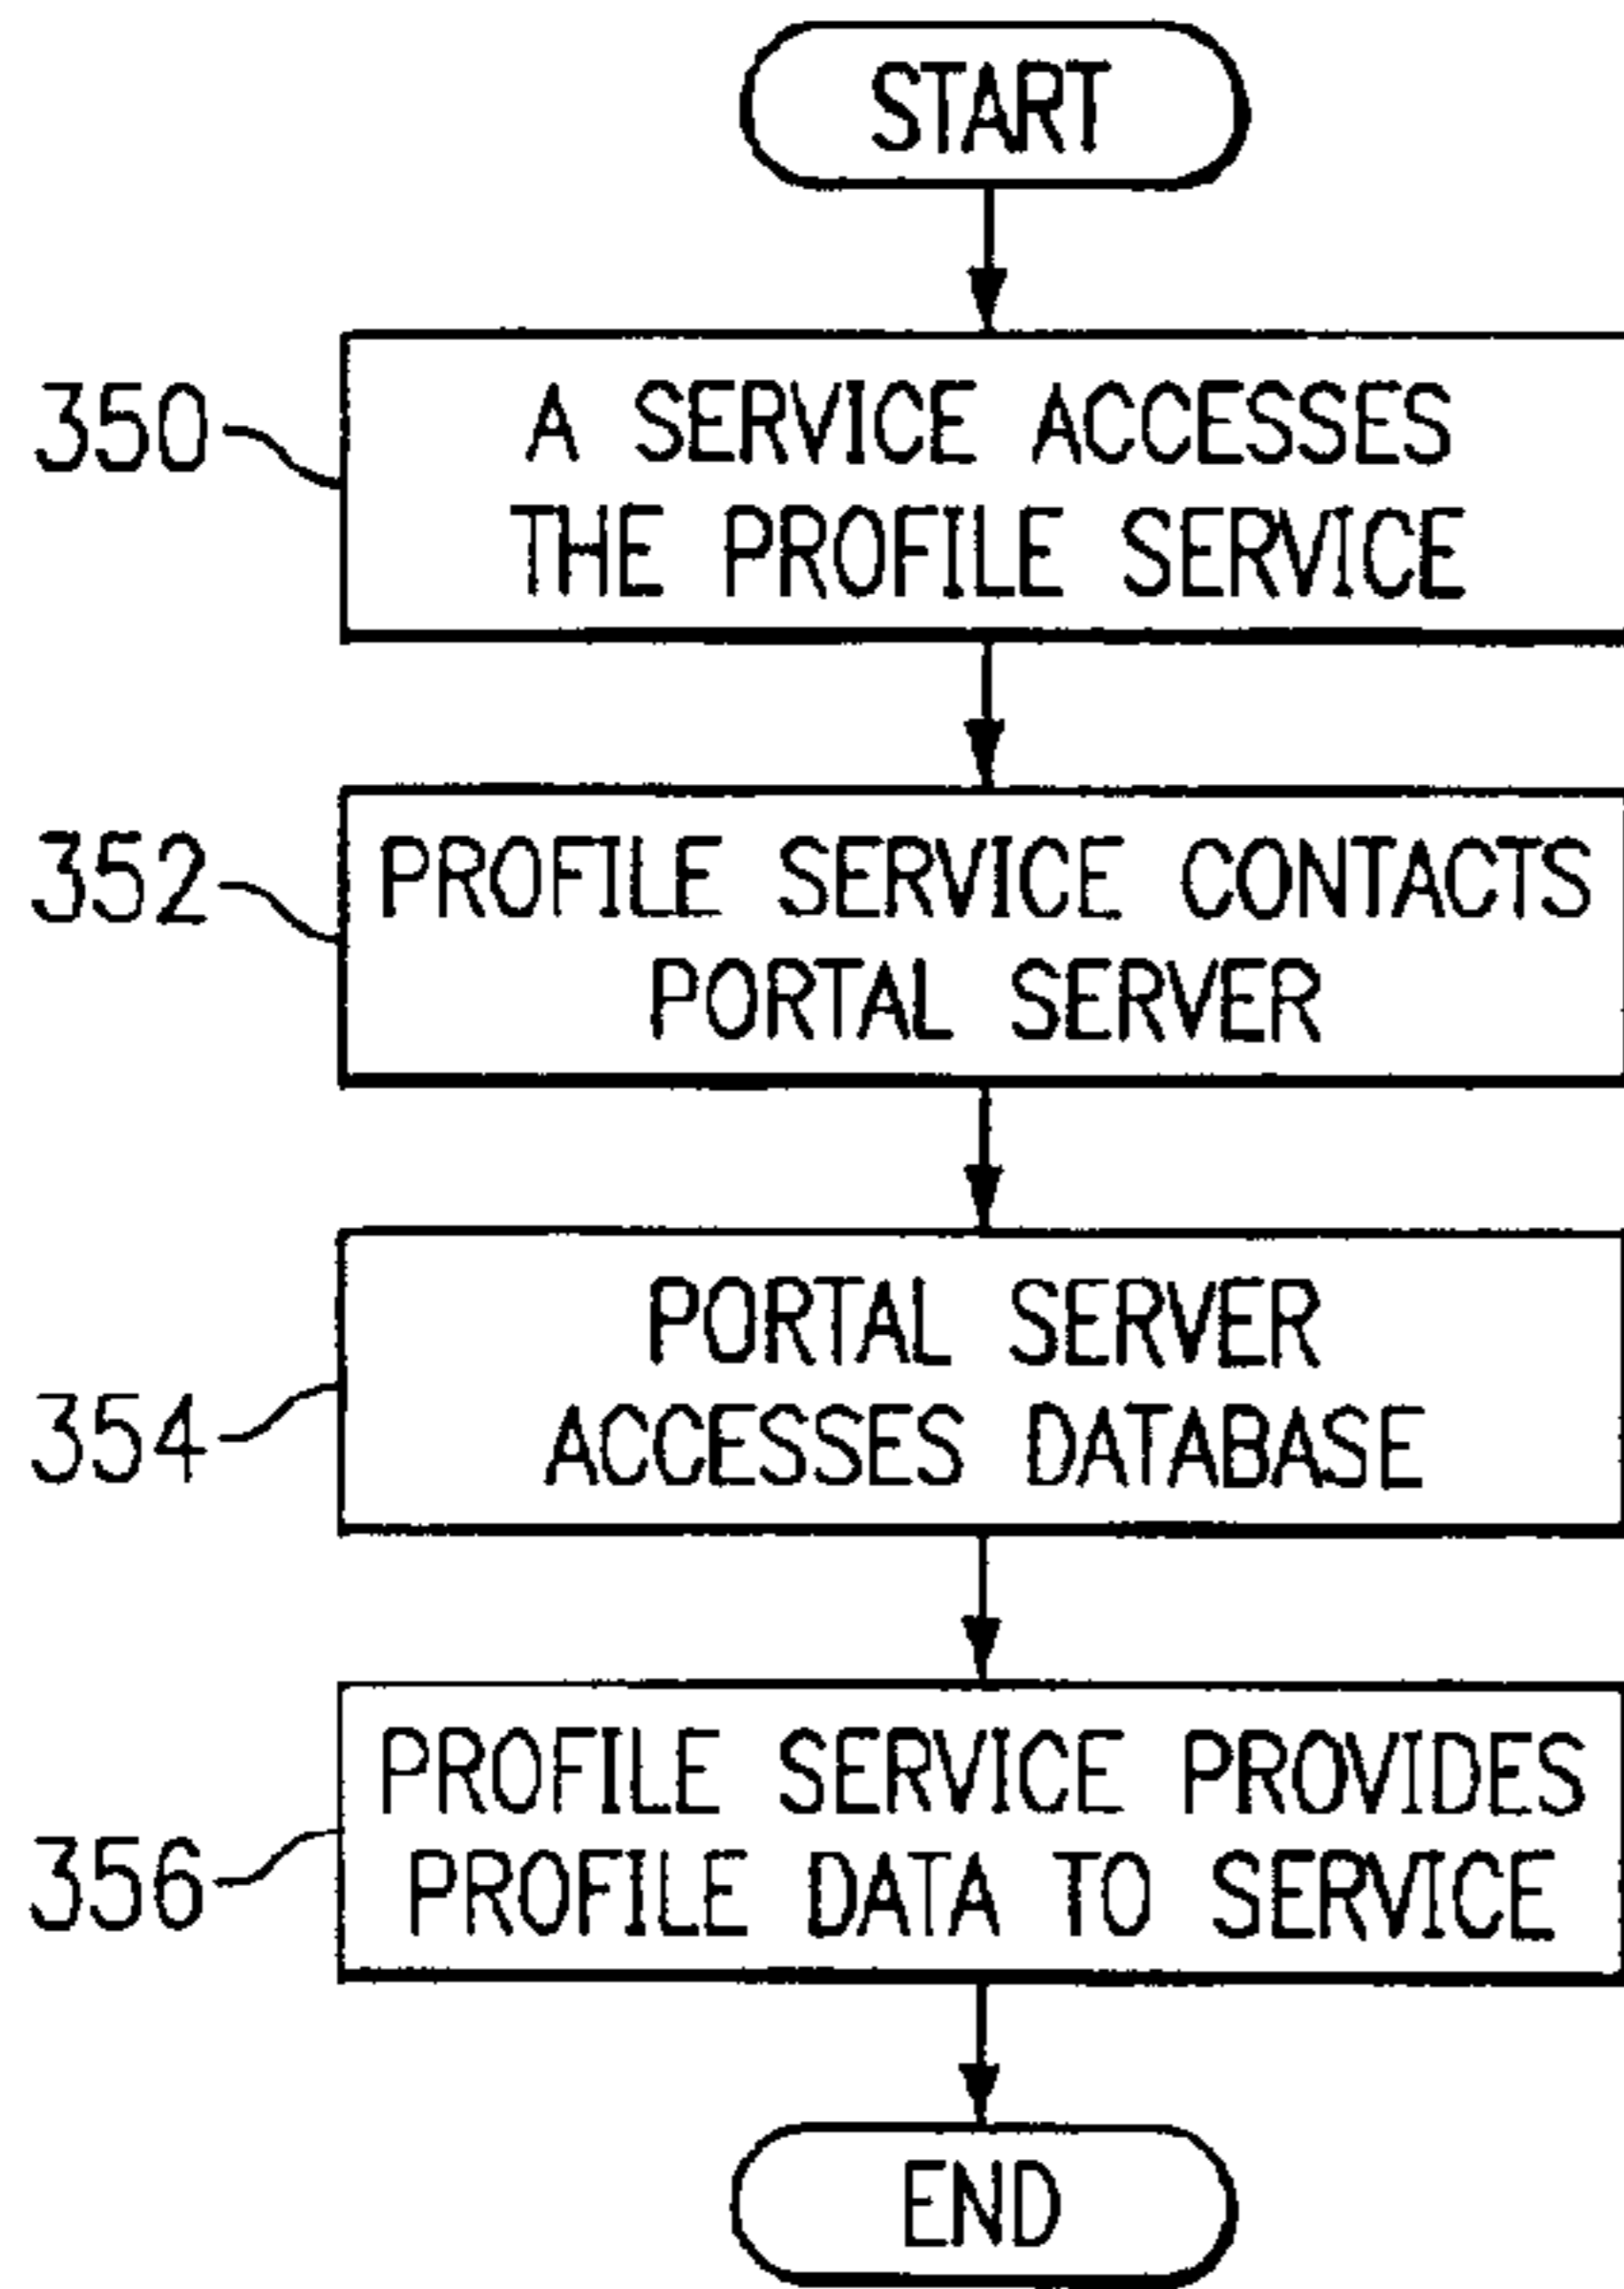 START
350
A SERVICE ACCESSES
THE PROFILE SERVICE
352
PROFILE SERVICE CONTACTS
PORTAL SERVER
354
PORTAL SERVER
ACCESSES DATABASE
356
PROFILE SERVICE PROVIDES
PROFILE DATA TO SERVICE
END